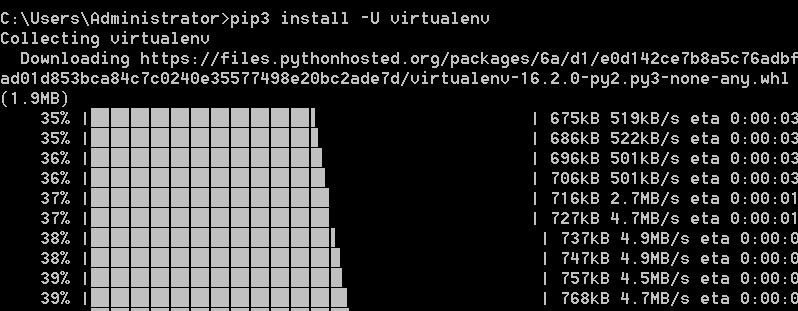 C:\Users\Administrator>pip3 install -U virtualenv
Collecting virtualenv
  Downloading https://files.pythonhosted.org/packages/6a/d1/e0d142ce7b8a5c76adbf
ad01d853bca84c7c0240e35577498e20bc2ade7d/virtualenv-16.2.0-py2.py3-none-any.whl
(1.9MB)
35% | | 675kB 519kB/s eta 0:00:03
35% | | 686kB 522kB/s eta 0:00:03
36% | | 696kB 501kB/s eta 0:00:03
36% | | 706kB 501kB/s eta 0:00:03
37% | | 716kB 2.7MB/s eta 0:00:01
37% | | 727kB 4.7MB/s eta 0:00:01
38% | | 737kB 4.9MB/s eta 0:00:0
38% | | 747kB 4.9MB/s eta 0:00:0
39% | | 757kB 4.5MB/s eta 0:00:0
39% | | 768kB 4.7MB/s eta 0:00:0